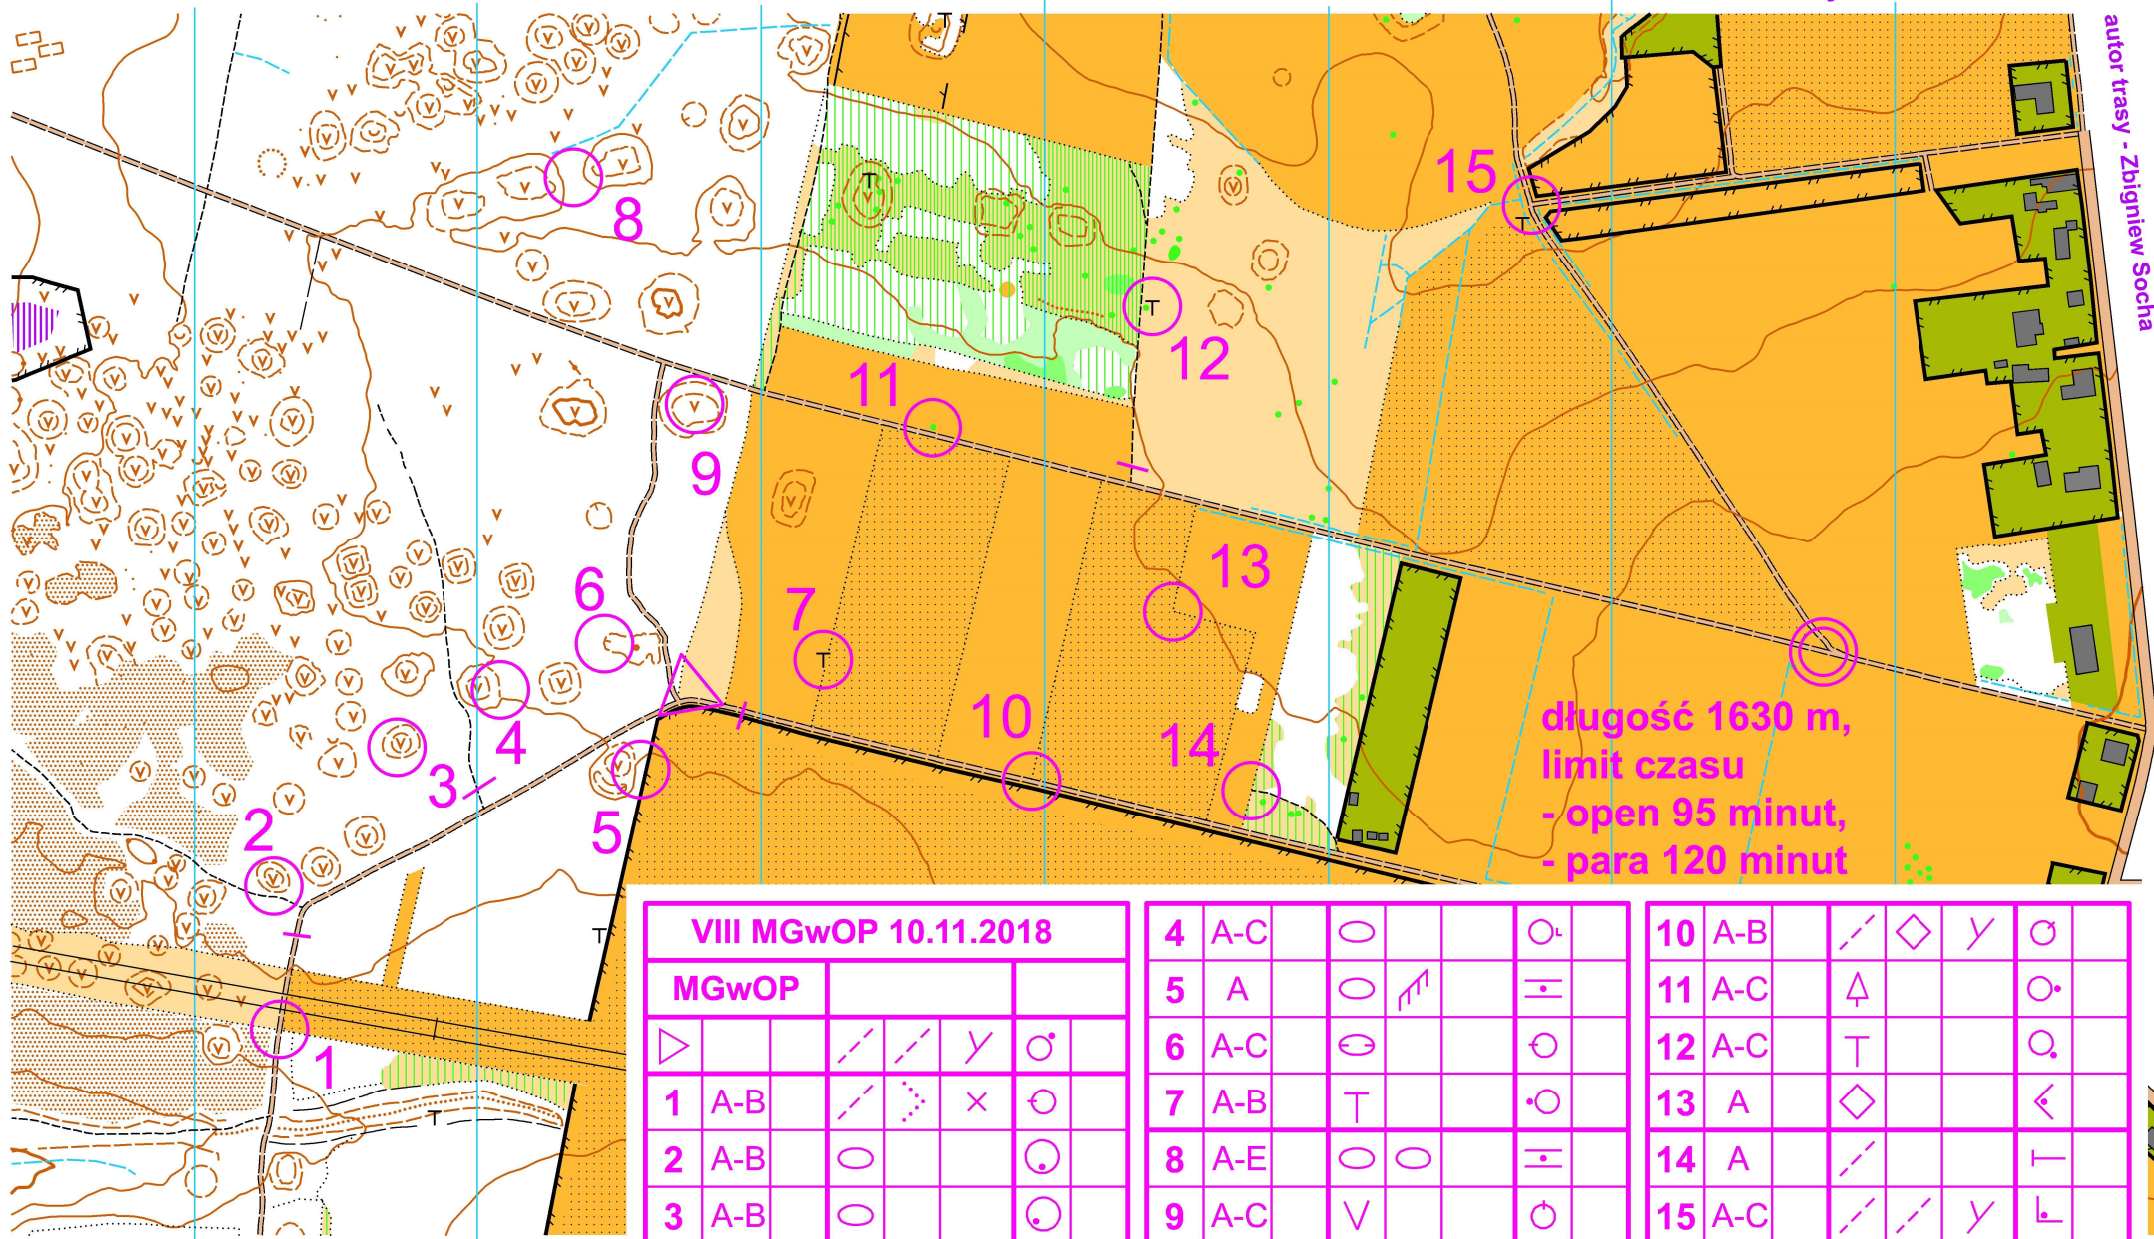 autor trasy - Zbigniew Socha
15
8
12
11
9
13
6
7
10
14
4
3
2
5
1
długość 1630 m,
limit czasu
- open 95 minut,
- para 120 minut
VIII MGwOP 10.11.2018
MGwOP
1 A-B
2 A-B
3 A-B
4 A-C
5 A
6 A-C
7 A-B
8 A-E
9 A-C
10 A-B
11 A-C
12 A-C
13 A
14 A
15 A-C